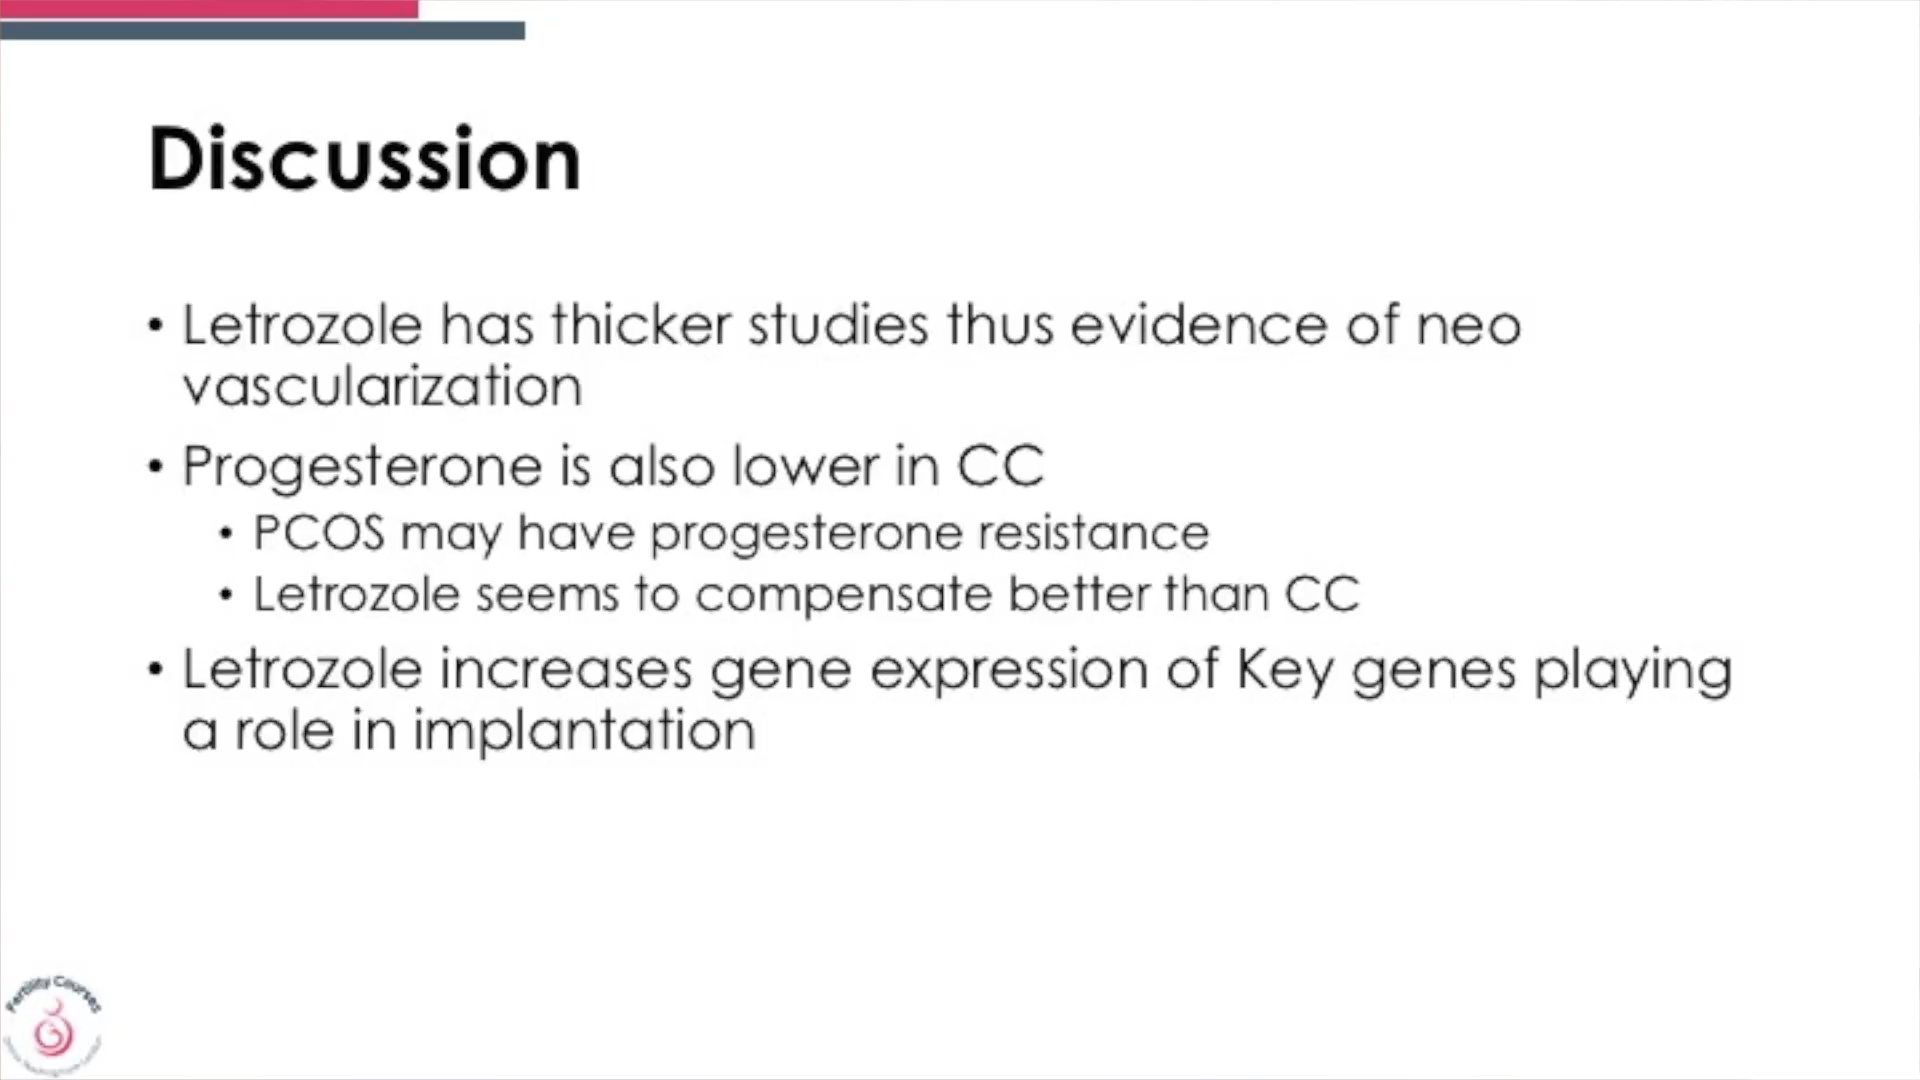 Discussion
• Letrozole has thicker studies thus evidence of neo
vascularization
• Progesterone is also lower in CC
• PCOS may have progesterone resistance
• Letrozole seems to compensate better than CC
• Letrozole increases gene expression of Key genes playing
a role in implantation
Fertility Courses